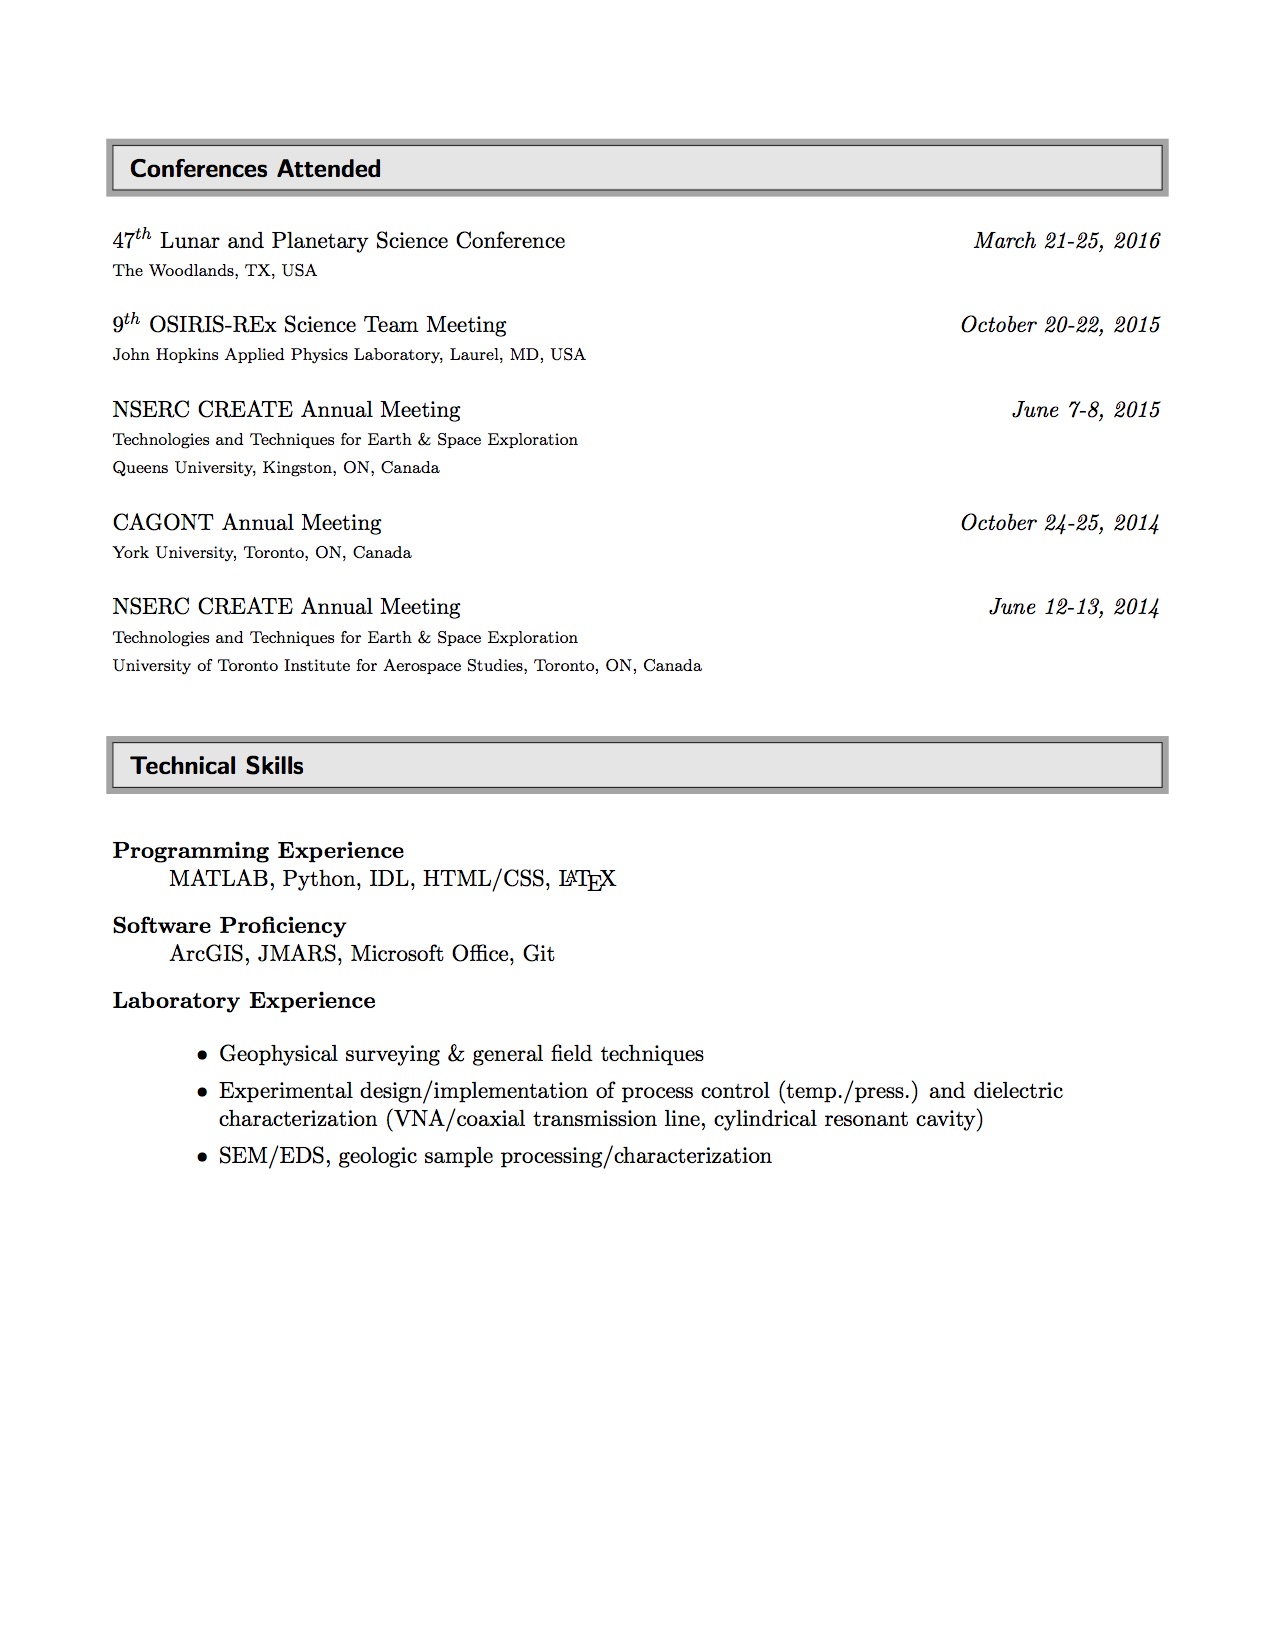 Conferences Attended
47th Lunar and Planetary Science Conference March 21-25, 2016
The Woodlands, TX, USA
9th OSIRIS-REx Science Team Meeting October 20-22, 2015
John Hopkins Applied Physics Laboratory, Laurel, MD, USA
NSERC CREATE Annual Meeting June 7-8, 2015
Technologies and Techniques for Earth & Space Exploration
Queens University, Kingston, ON, Canada
CAGONT Annual Meeting October 24-25, 2014
York University, Toronto, ON, Canada
NSERC CREATE Annual Meeting June 12-13, 2014
Technologies and Techniques for Earth & Space Exploration
University of Toronto Institute for Aerospace Studies, Toronto, ON, Canada
Technical Skills
Programming Experience
MATLAB, Python, IDL, HTML/CSS, LATEX
Software Proficiency
ArcGIS, JMARS, Microsoft Office, Git
Laboratory Experience
• Geophysical surveying & general field techniques
• Experimental design/implementation of process control (temp./press.) and dielectric
characterization (VNA/coaxial transmission line, cylindrical resonant cavity)
• SEM/EDS, geologic sample processing/characterization